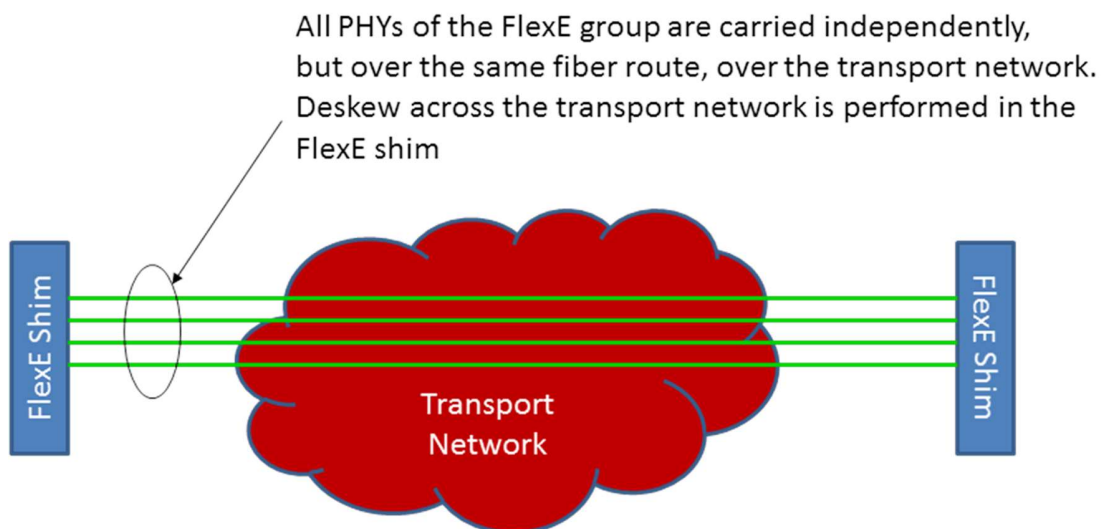 All PHYs of the FlexE group are carried independently,
but over the same fiber route, over the transport network.
Deskew across the transport network is performed in the
FlexE shim
FlexE Shim
FlexE Shim
Transport
Network